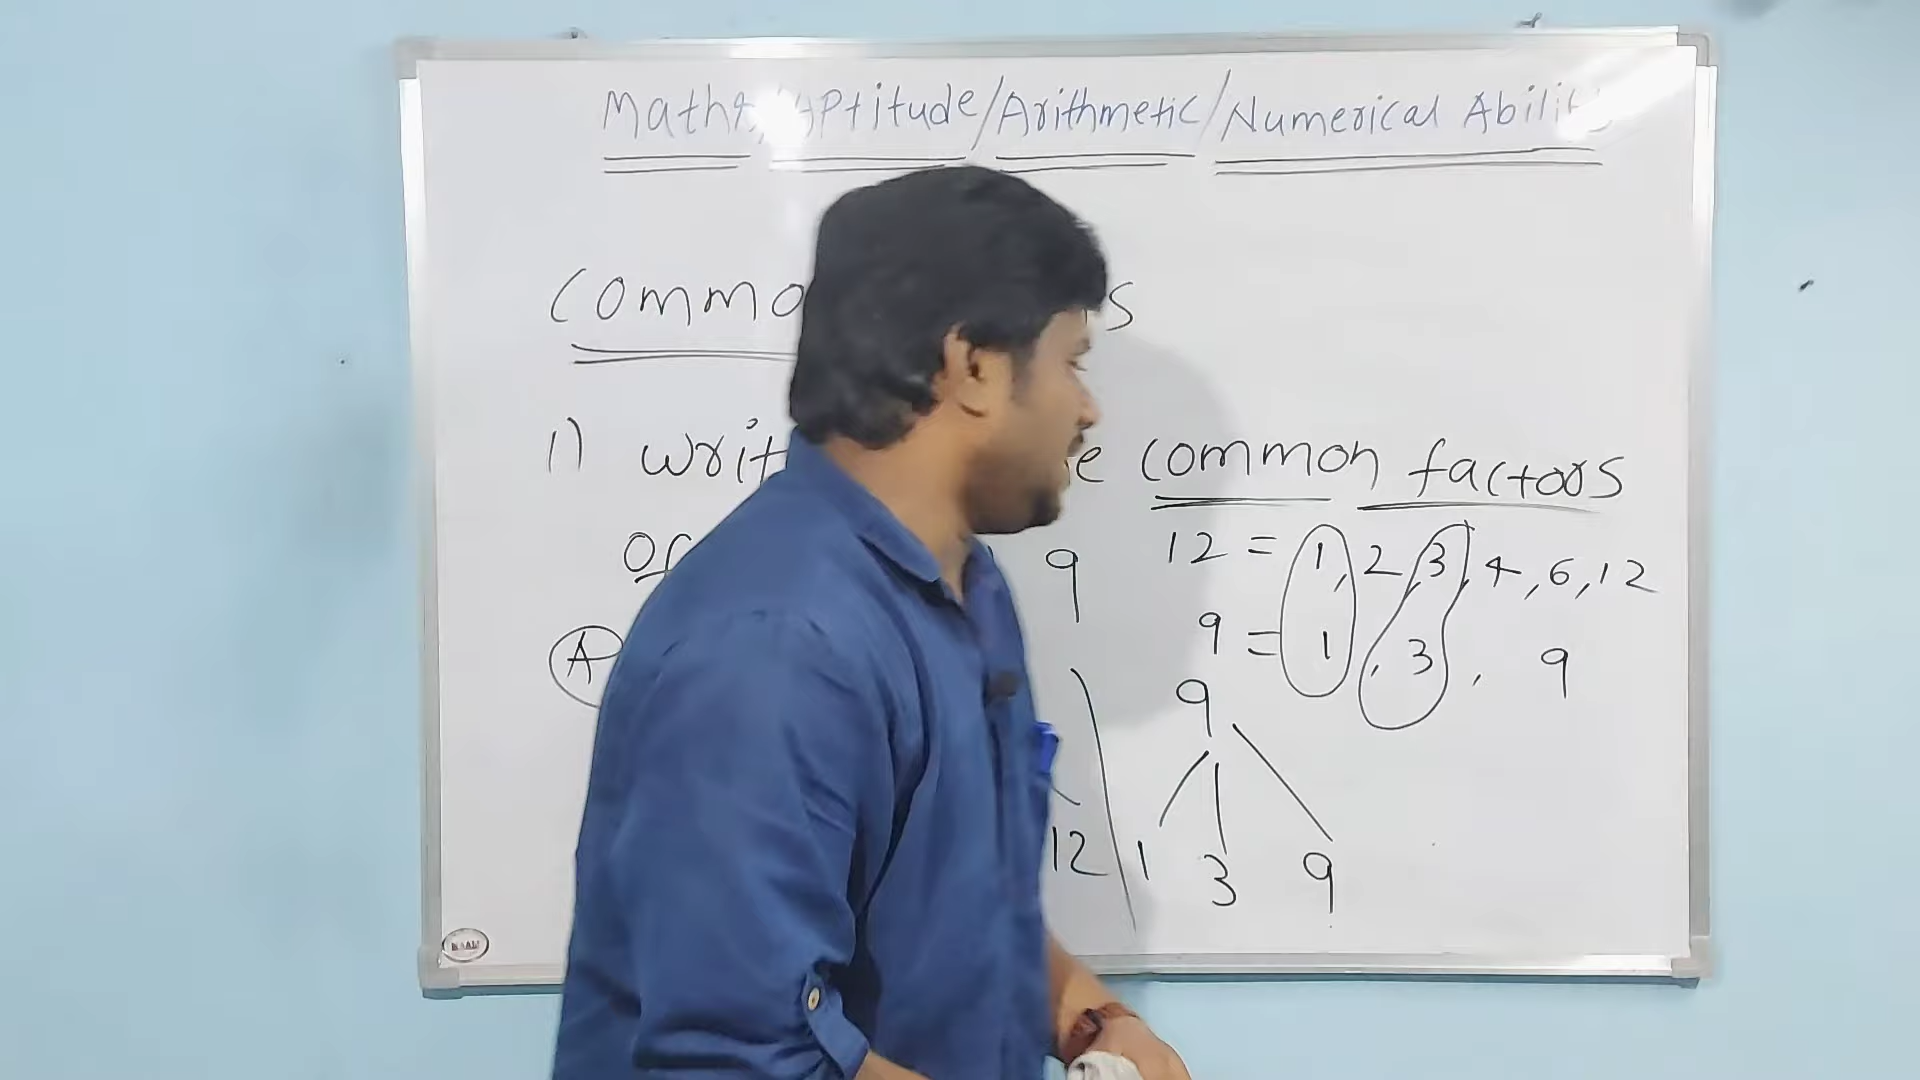 Maths/Aptitude/Arithmetic/Numerical Ability
Commo s
1) writ e common factors
of 9
12 = 1, 2, 3, 4, 6, 12
9 = 1, 3, 9
A
9
12 1 3 9